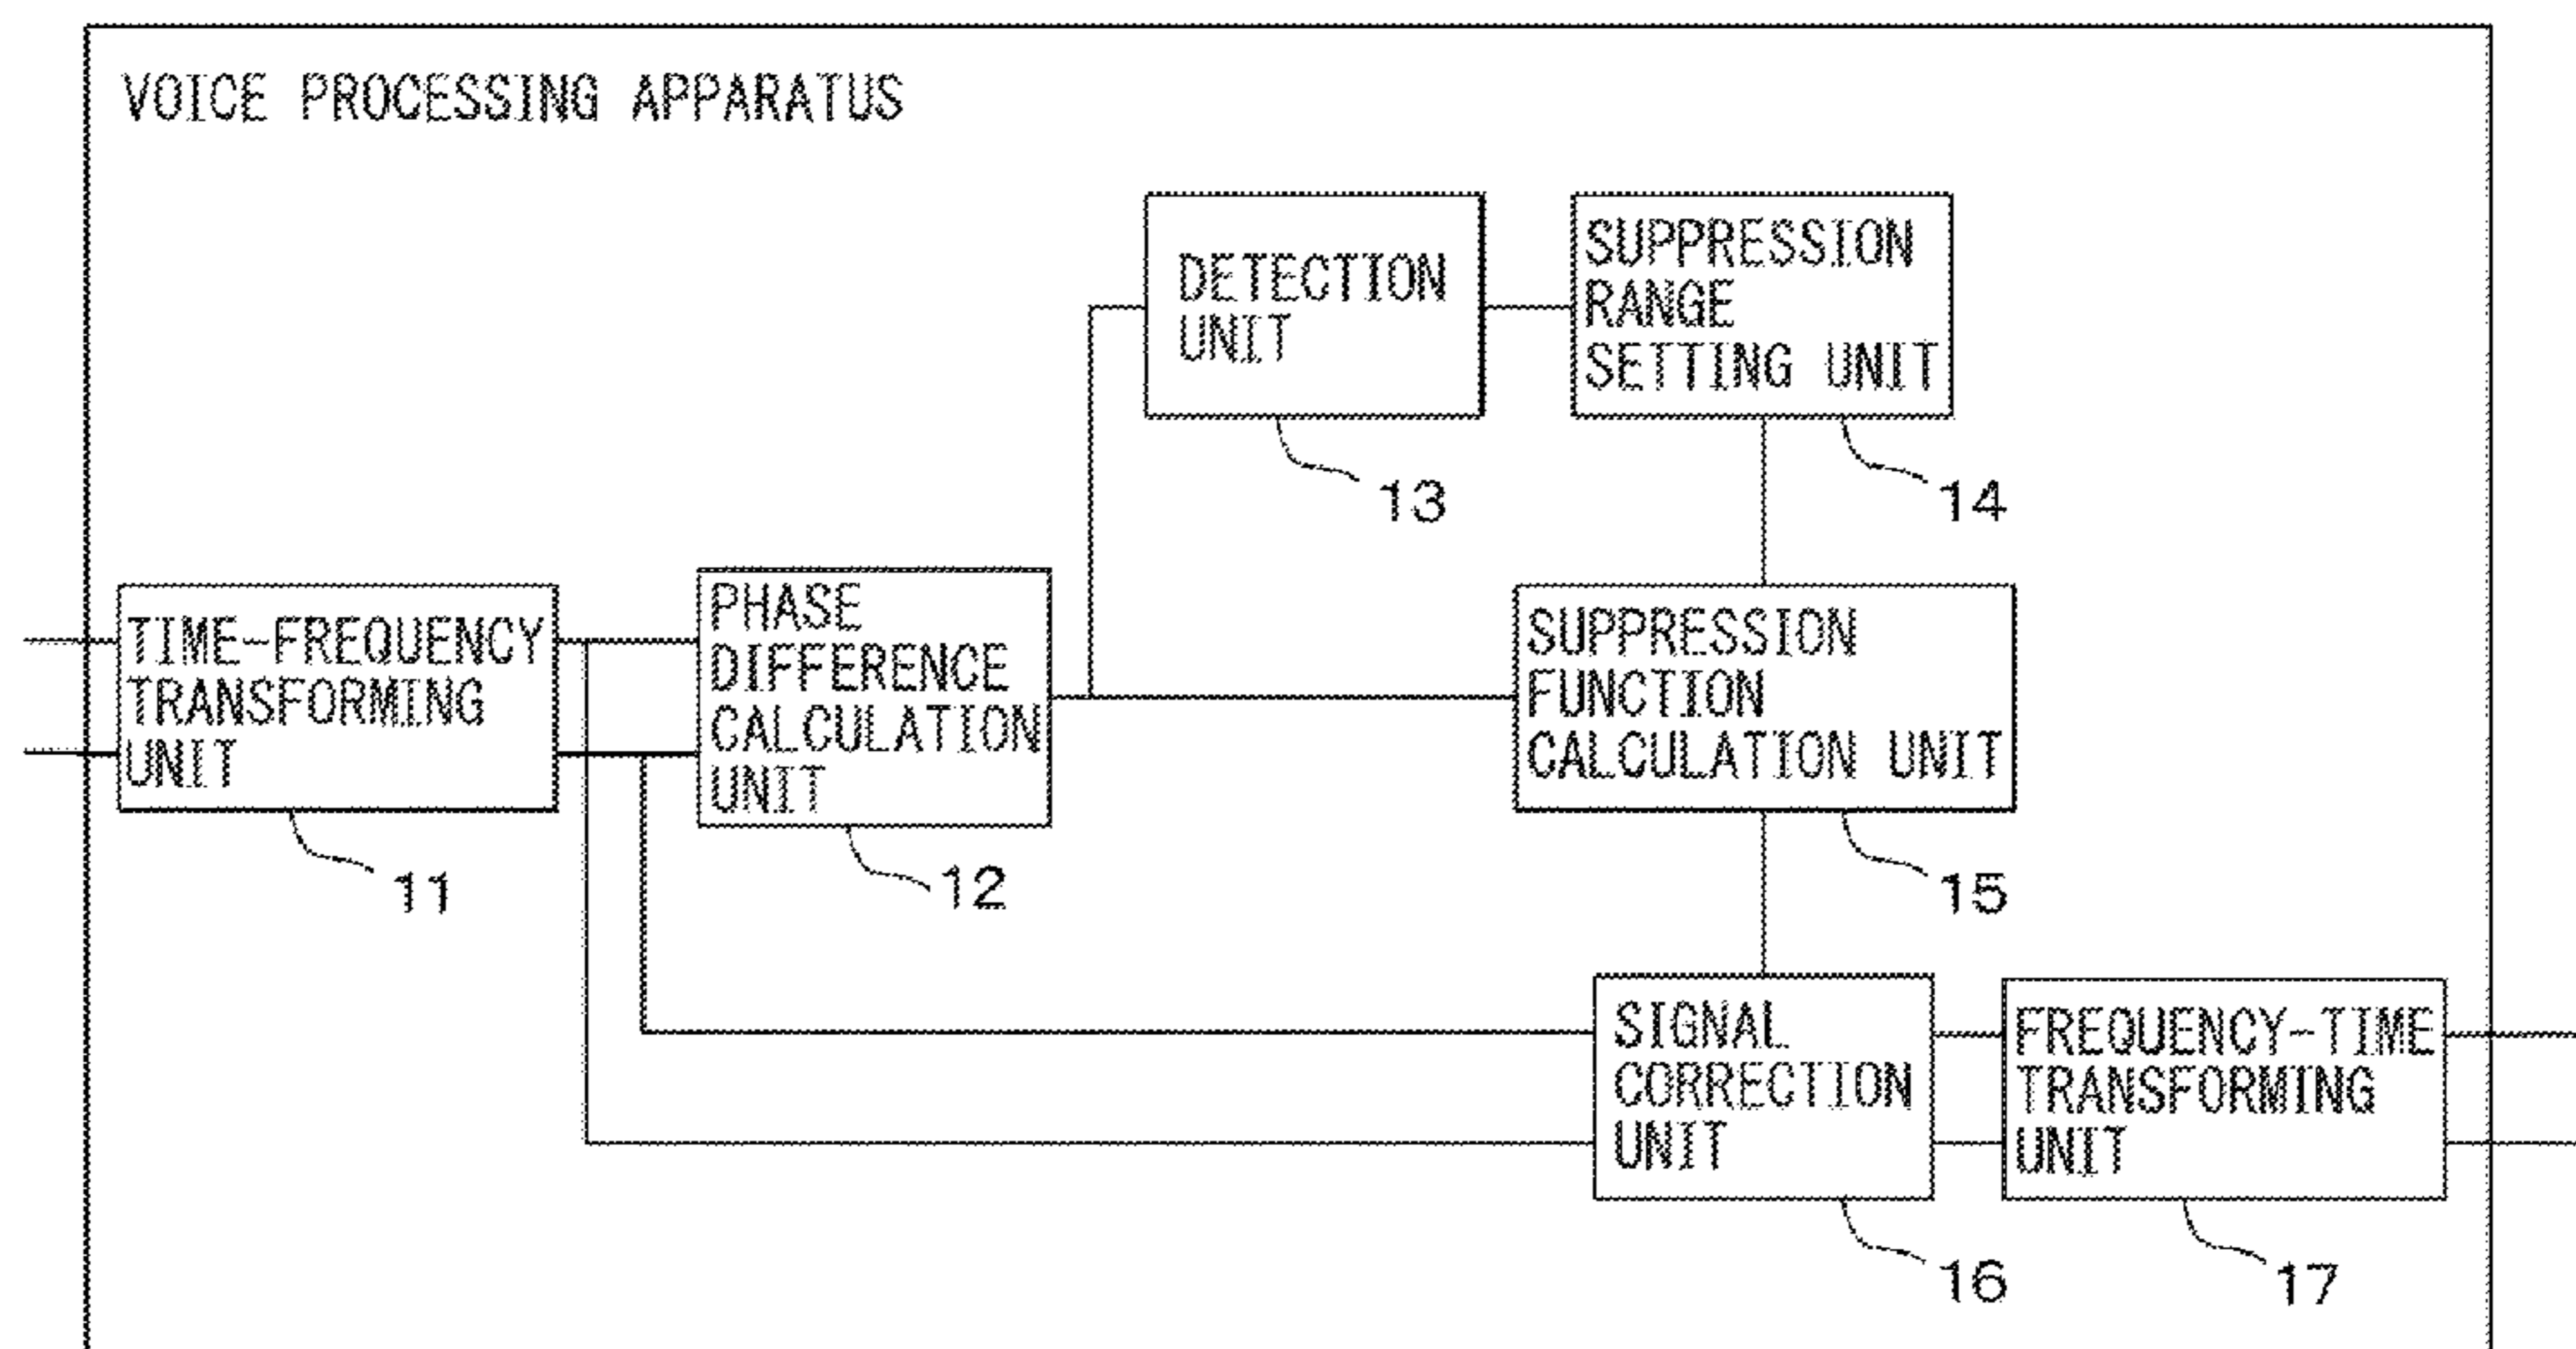 VOICE PROCESSING APPARATUS
DETECTION
UNIT
13
SUPPRESSION
RANGE
SETTING UNIT
14
TIME-FREQUENCY
TRANSFORMING
UNIT
11
PHASE
DIFFERENCE
CALCULATION
UNIT
12
SUPPRESSION
FUNCTION
CALCULATION UNIT
15
SIGNAL
CORRECTION
UNIT
16
FREQUENCY-TIME
TRANSFORMING
UNIT
17